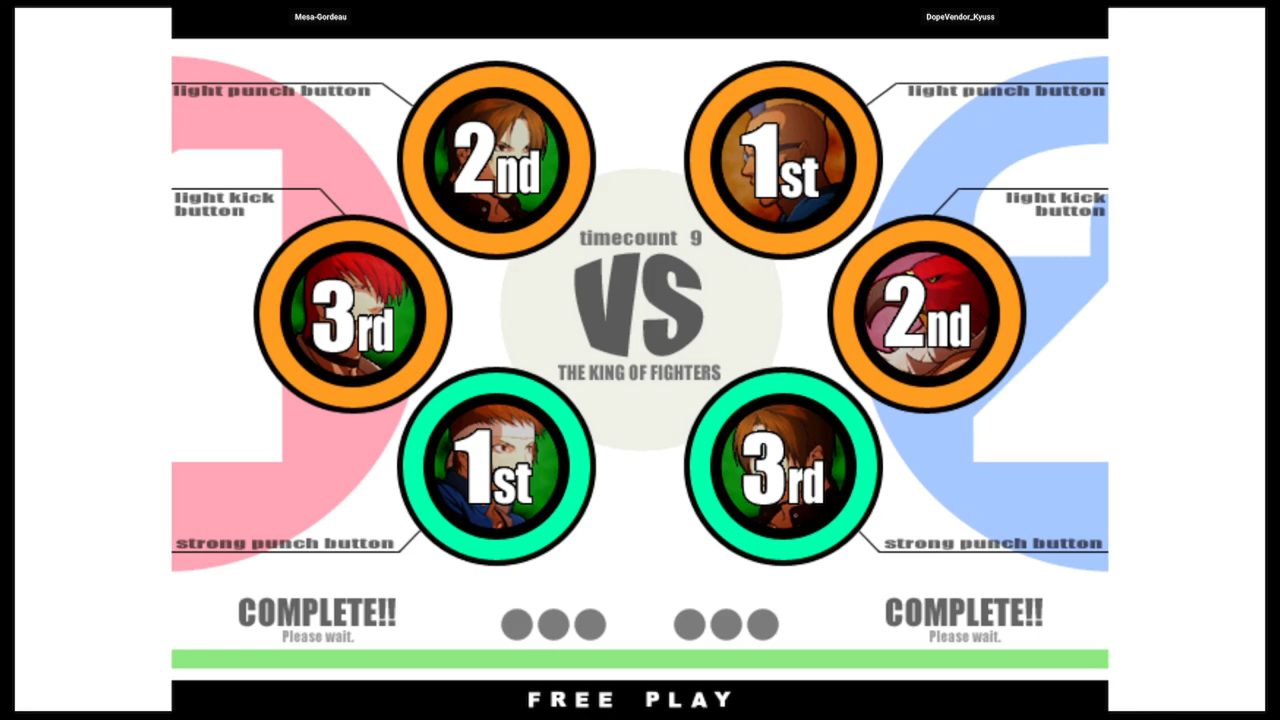 Mesa-Gordeau
DopeVendor_Kyuss
light punch button
2nd
1st
light punch button
light kick
button
light kick
button
timecount 9
VS
THE KING OF FIGHTERS
3rd
2nd
1st
3rd
strong punch button
strong punch button
COMPLETE!!
Please wait.
COMPLETE!!
Please wait.
FREE PLAY